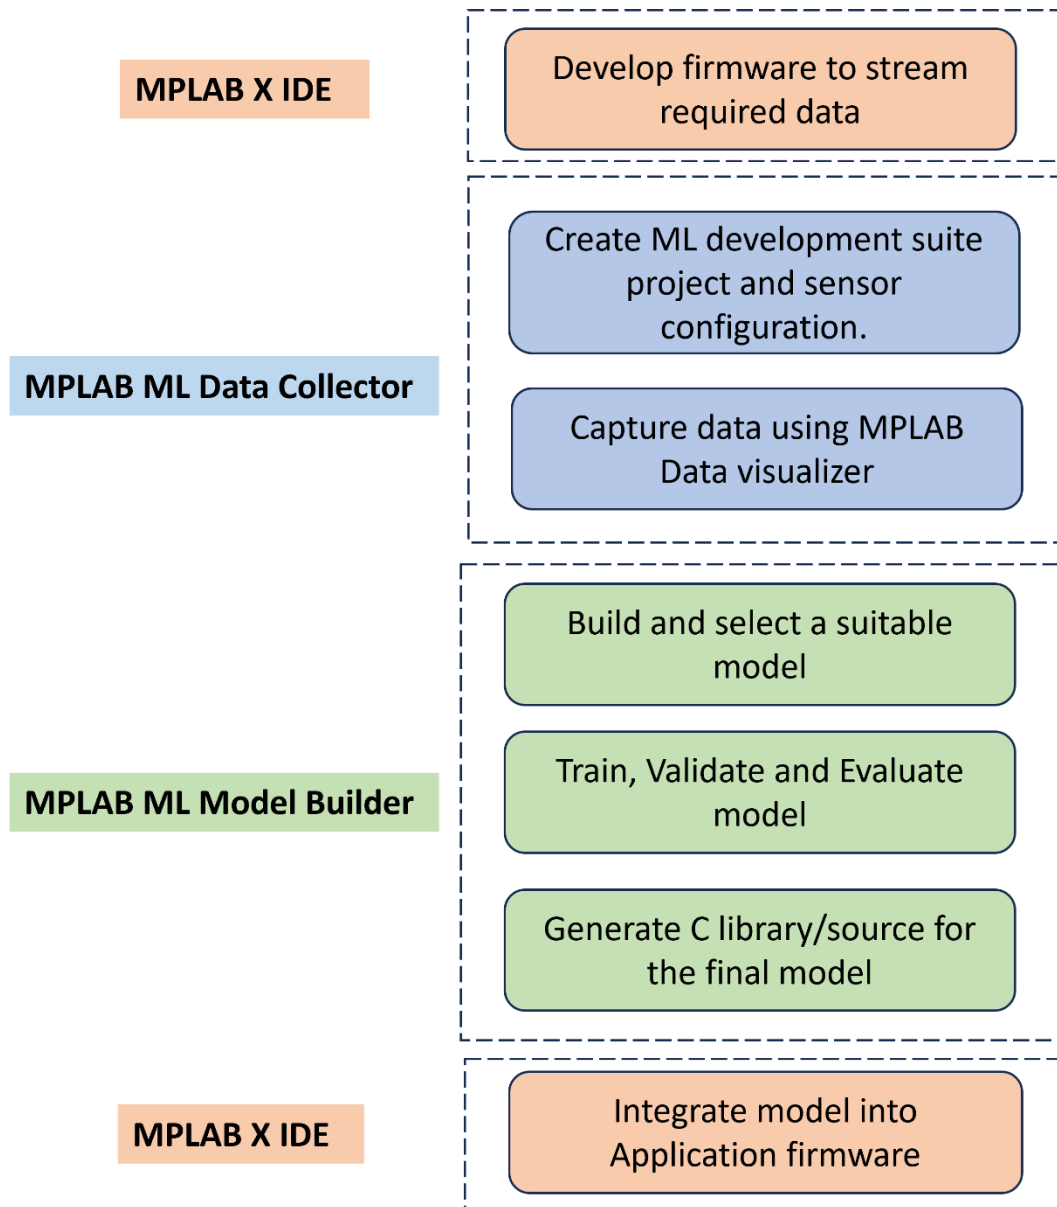 MPLAB X IDE
Develop firmware to stream
required data
MPLAB ML Data Collector
Create ML development suite
project and sensor
configuration.
Capture data using MPLAB
Data visualizer
MPLAB ML Model Builder
Build and select a suitable
model
Train, Validate and Evaluate
model
Generate C library/source for
the final model
MPLAB X IDE
Integrate model into
Application firmware